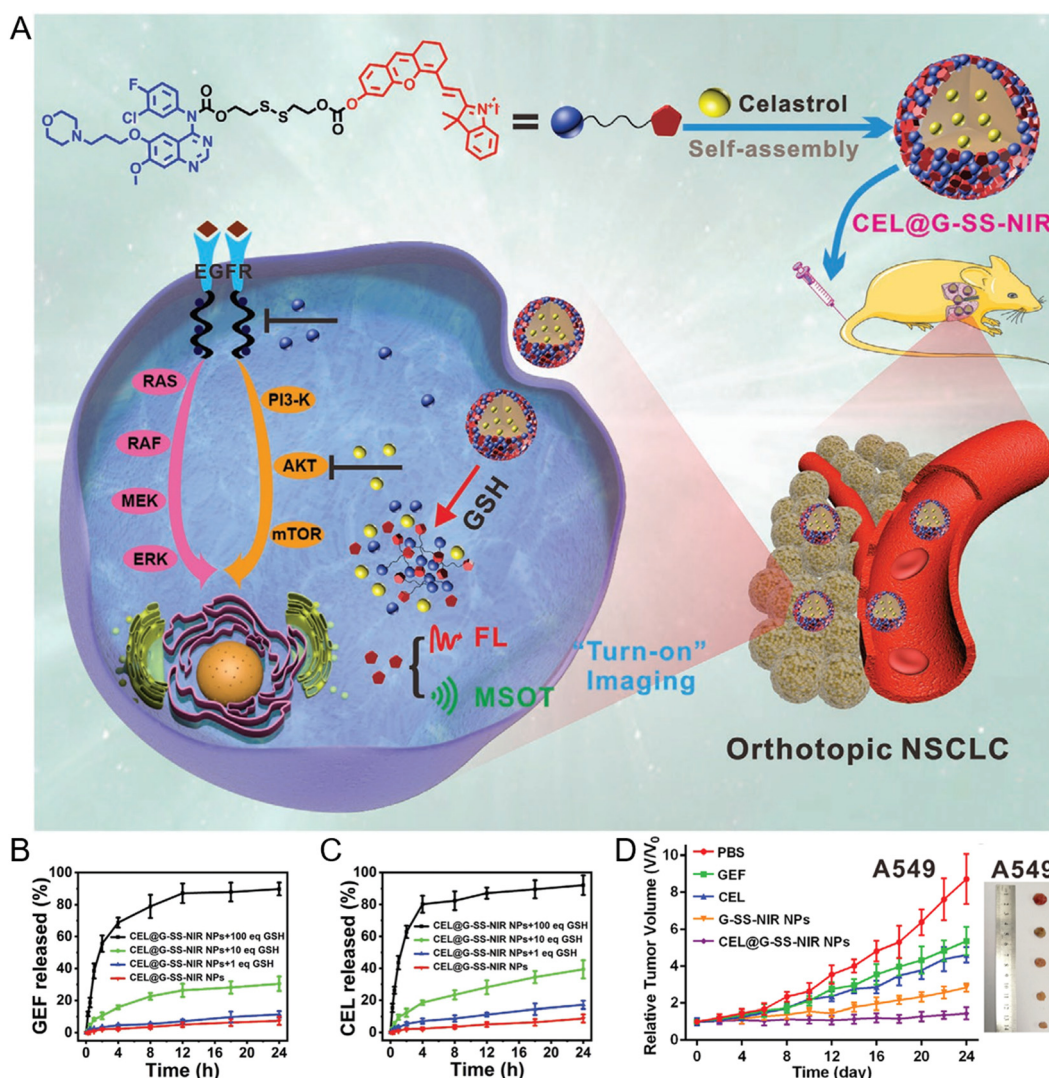 A
F
Cl
N
O
O
S-S
O
O
O
O
N
O
N
N
O
N
N+I-
=
Celastrol
Self-assembly
CEL@G-SS-NIR
EGFR
RAS
RAF
MEK
ERK
PI3-K
AKT
mTOR
GSH
FL
MSOT
"Turn-on"
Imaging
Orthotopic NSCLC
B
GEF released (%)
100
80
60
40
20
0
CEL@G-SS-NIR NPs+100 eq GSH
CEL@G-SS-NIR NPs+10 eq GSH
CEL@G-SS-NIR NPs+1 eq GSH
CEL@G-SS-NIR NPs
0 4 8 12 16 20 24
Time (h)
C
CEL released (%)
100
80
60
40
20
0
CEL@G-SS-NIR NPs+100 eq GSH
CEL@G-SS-NIR NPs+10 eq GSH
CEL@G-SS-NIR NPs+1 eq GSH
CEL@G-SS-NIR NPs
0 4 8 12 16 20 24
Time (h)
D
Relative Tumor Volume (V/V0)
10
8
6
4
2
0
PBS
GEF
CEL
G-SS-NIR NPs
CEL@G-SS-NIR NPs
A549
0 4 8 12 16 20 24
Time (day)
A549